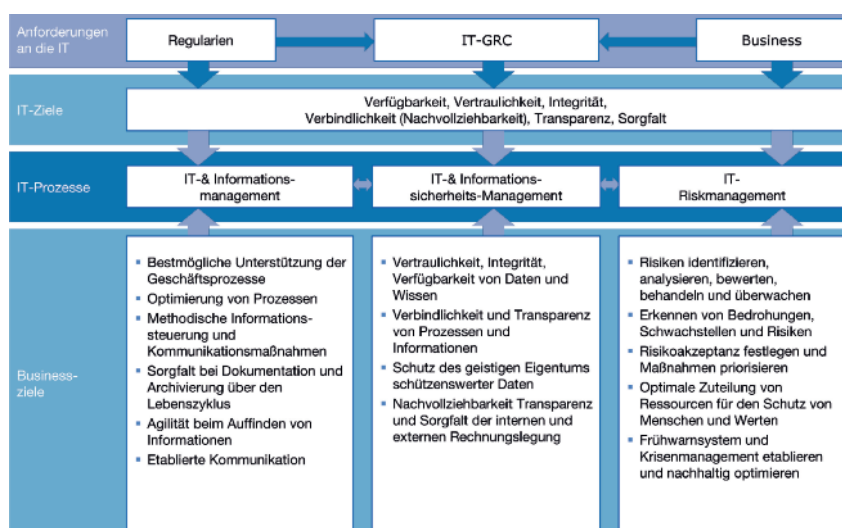 Anforderungen
an die IT
Regularien
IT-GRC
Business
IT-Ziele
Verfügbarkeit, Vertraulichkeit, Integrität,
Verbindlichkeit (Nachvollziehbarkeit), Transparenz, Sorgfalt
IT-Prozesse
IT-& Informations-
management
IT-& Informations-
sicherheits-Management
IT-
Riskmanagement
Business-
ziele
▪ Bestmögliche Unterstützung der
Geschäftsprozesse
▪ Optimierung von Prozessen
▪ Methodische Informations-
steuerung und
Kommunikationsmaßnahmen
▪ Sorgfalt bei Dokumentation und
Archivierung über den
Lebenszyklus
▪ Agilität beim Auffinden von
Informationen
▪ Etablierte Kommunikation
▪ Vertraulichkeit, Integrität,
Verfügbarkeit von Daten und
Wissen
▪ Verbindlichkeit und Transparenz
von Prozessen und
Informationen
▪ Schutz des geistigen Eigentums
schützenswerter Daten
▪ Nachvollziehbarkeit Transparenz
und Sorgfalt der internen und
externen Rechnungslegung
▪ Risiken identifizieren,
analysieren, bewerten,
behandeln und überwachen
▪ Erkennen von Bedrohungen,
Schwachstellen und Risiken
▪ Risikoakzeptanz festlegen und
Maßnahmen priorisieren
▪ Optimale Zuteilung von
Ressourcen für den Schutz von
Menschen und Werten
▪ Frühwarnsystem und
Krisenmanagement etablieren
und nachhaltig optimieren